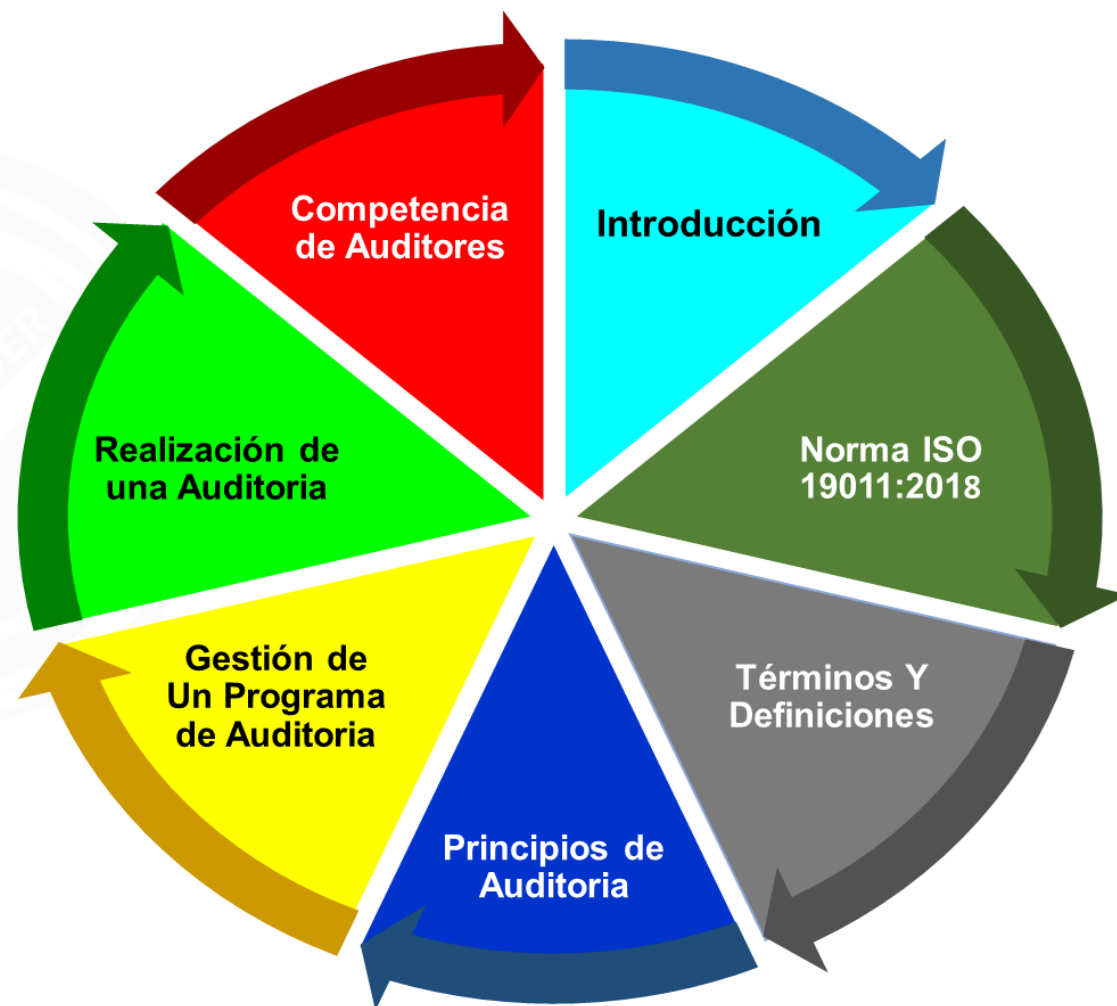 Introducción
Norma ISO
19011:2018
Términos Y
Definiciones
Principios de
Auditoria
Gestión de
Un Programa
de Auditoria
Realización de
una Auditoria
Competencia
de Auditores